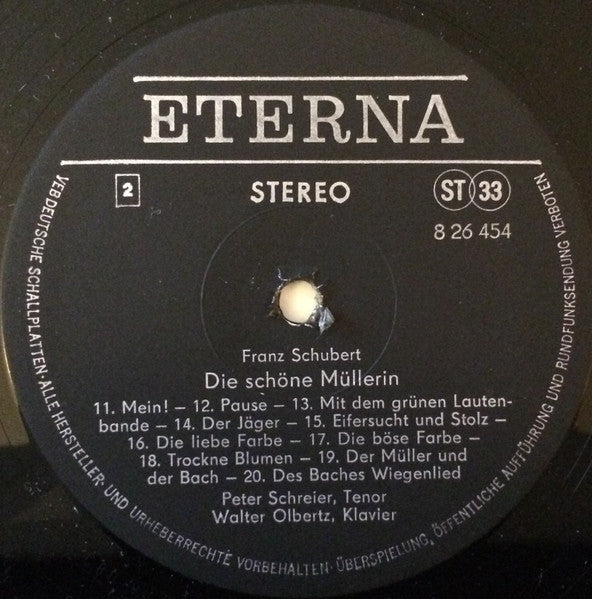 ETERNA
2 STEREO ST 33
8 26 454
Franz Schubert
Die schöne Müllerin
11. Mein! – 12. Pause – 13. Mit dem grünen Lauten-
bande – 14. Der Jäger – 15. Eifersucht und Stolz –
16. Die liebe Farbe – 17. Die böse Farbe –
18. Trockne Blumen – 19. Der Müller und
der Bach – 20. Des Baches Wiegenlied
Peter Schreier, Tenor
Walter Olbertz, Klavier
VEB DEUTSCHE SCHALLPLATTEN · ALLE HERSTELLER- UND URHEBERRECHTE VORBEHALTEN · ÜBERSPIELUNG, ÖFFENTLICHE AUFFÜHRUNG UND RUNDFUNKSENDUNG VERBOTEN